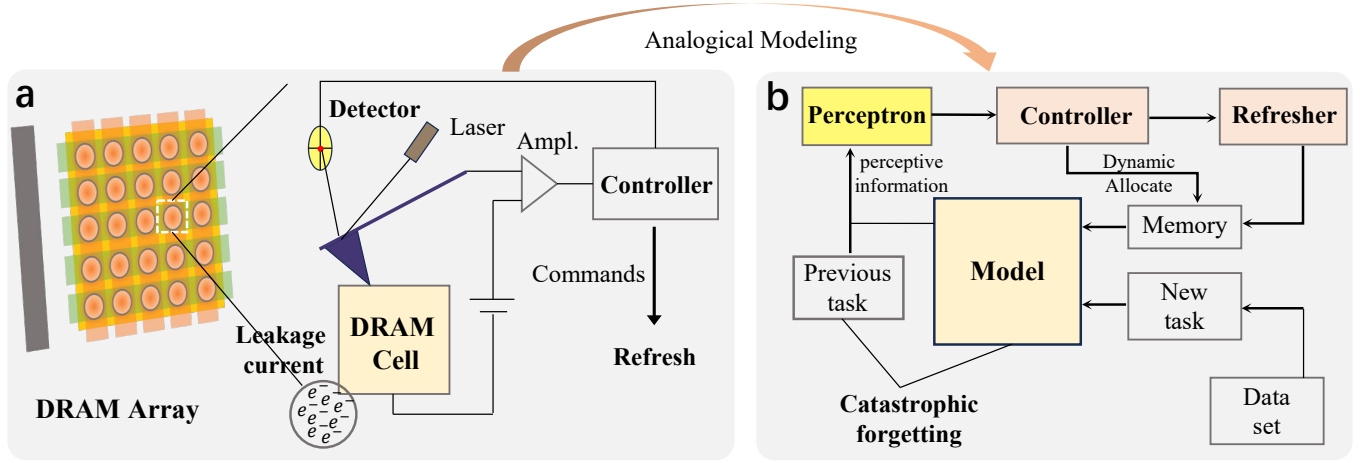 Analogical Modeling
a
Detector
Laser
Ampl.
Controller
Commands
Refresh
DRAM
Cell
Leakage
current
e⁻ e⁻
e⁻ e⁻ e⁻
e⁻ e⁻
DRAM Array
b
Perceptron
Controller
Refresher
perceptive
information
Dynamic
Allocate
Memory
Model
Previous
task
New
task
Catastrophic
forgetting
Data
set